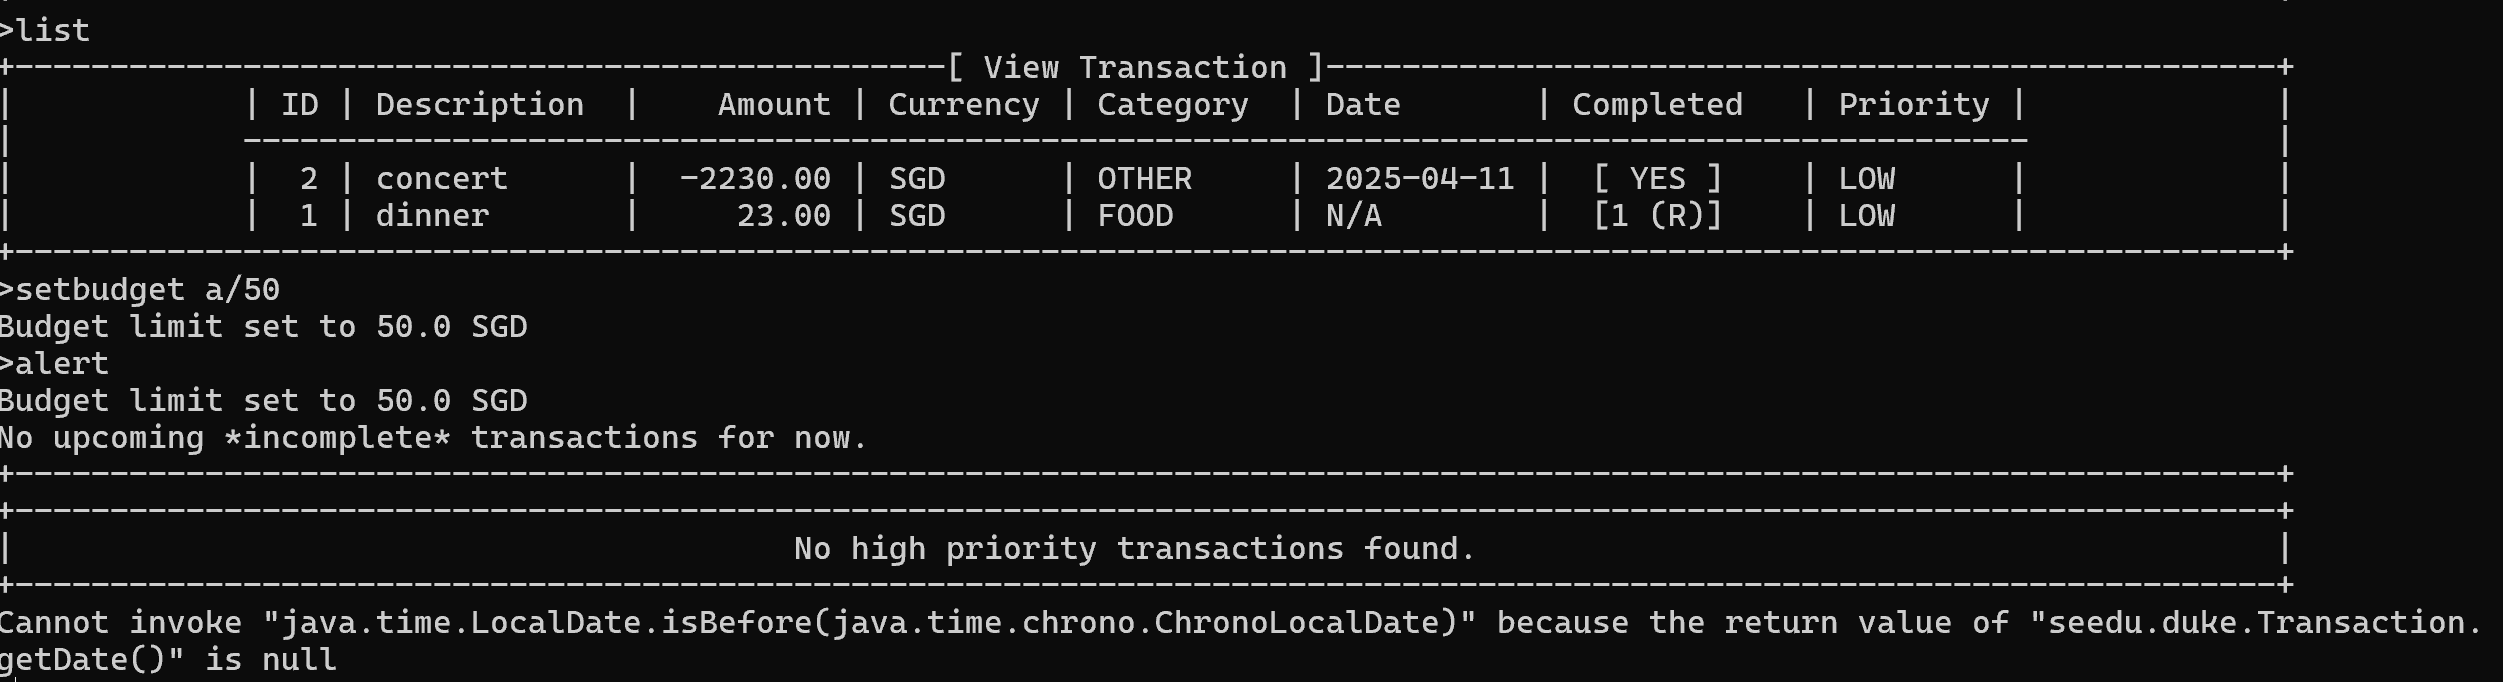 >list
+-------------------------------------------------[ View Transaction ]--------------------------------------------------+
|            | ID | Description  |    Amount | Currency | Category  | Date       | Completed   | Priority |             |
|            ----------------------------------------------------------------------------------------------             |
|            |  2 | concert      |  -2230.00 | SGD      | OTHER     | 2025-04-11 |  [ YES ]    | LOW      |             |
|            |  1 | dinner       |     23.00 | SGD      | FOOD      | N/A        |  [1 (R)]    | LOW      |             |
+-----------------------------------------------------------------------------------------------------------------------+
>setbudget a/50
Budget limit set to 50.0 SGD
>alert
Budget limit set to 50.0 SGD
No upcoming *incomplete* transactions for now.
+-----------------------------------------------------------------------------------------------------------------------+
+-----------------------------------------------------------------------------------------------------------------------+
|                                         No high priority transactions found.                                          |
+-----------------------------------------------------------------------------------------------------------------------+
Cannot invoke "java.time.LocalDate.isBefore(java.time.chrono.ChronoLocalDate)" because the return value of "seedu.duke.Transaction.
getDate()" is null